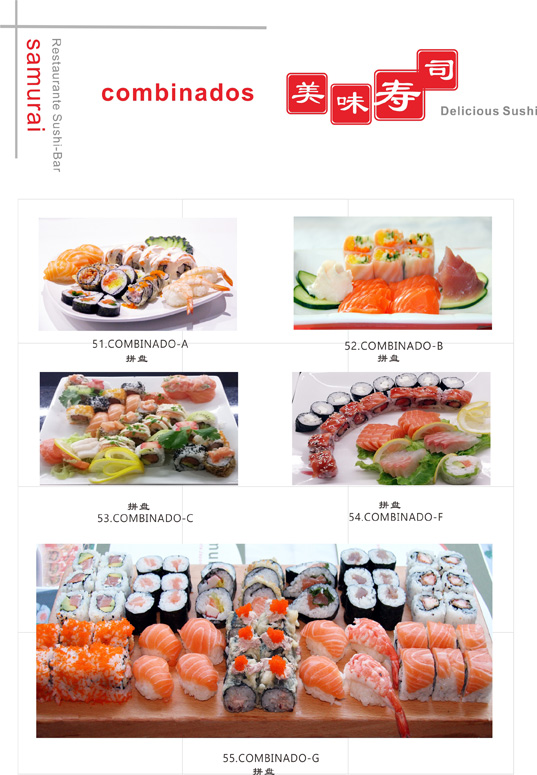 samurai
Restaurante Sushi-Bar
combinados
美味寿司
Delicious Sushi
51.COMBINADO-A
拼盘
52.COMBINADO-B
拼盘
拼盘
53.COMBINADO-C
拼盘
54.COMBINADO-F
55.COMBINADO-G
拼盘